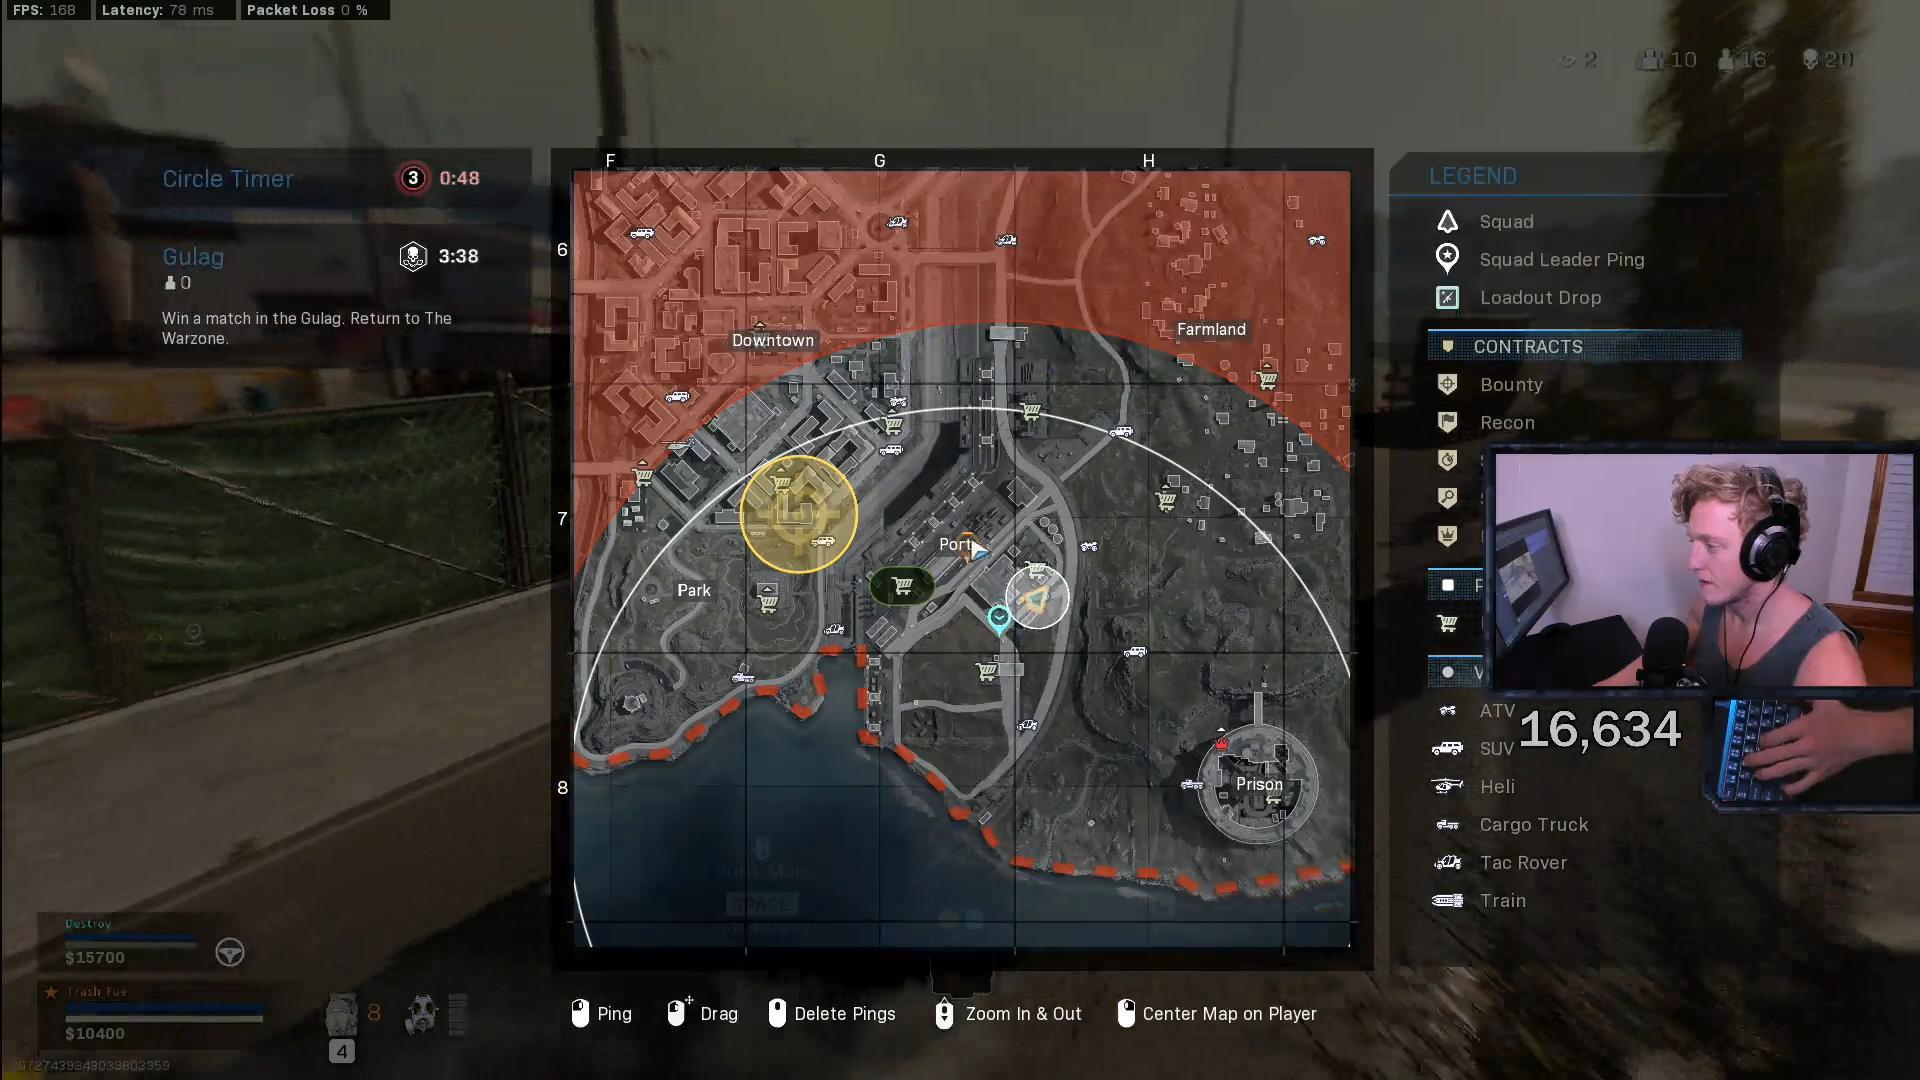 FPS: 168 Latency: 78 ms Packet Loss 0 %
2 10 16 20
F G H
Circle Timer 3 0:48
Gulag 3:38
0
Win a match in the Gulag. Return to The
Warzone.
6
7
8
Downtown
Farmland
Port
Park
Prison
LEGEND
Squad
Squad Leader Ping
Loadout Drop
CONTRACTS
Bounty
Recon
ATV
SUV
Heli
Cargo Truck
Tac Rover
Train
16,634
SPACE
Destroy
$15700
Trash_Fue
$10400
8
4
Ping Drag Delete Pings Zoom In & Out Center Map on Player